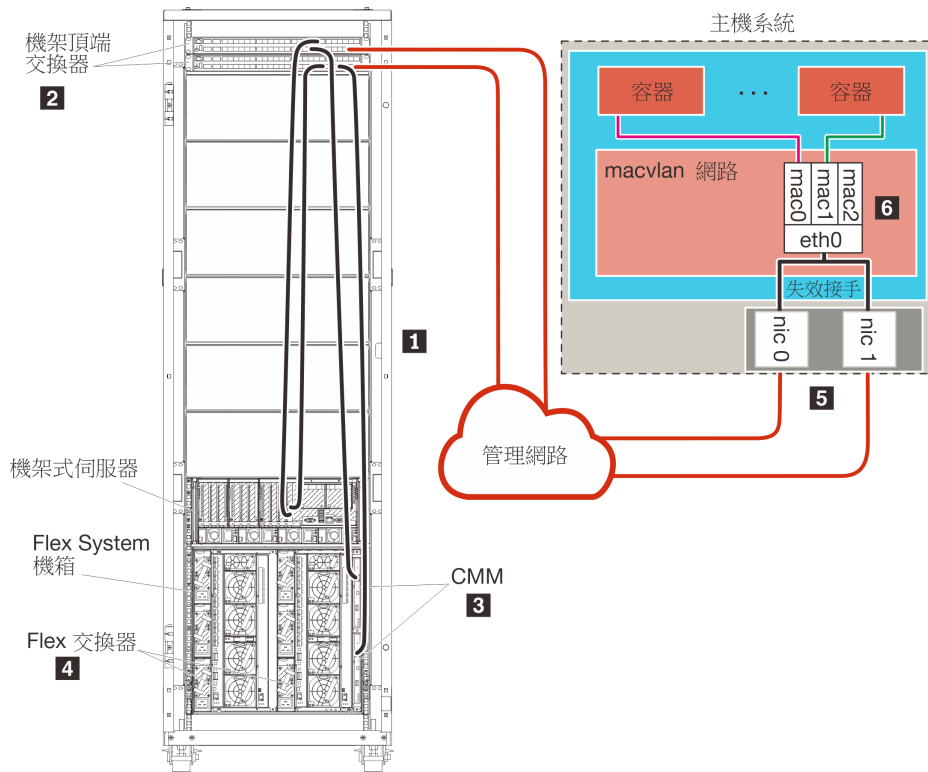 機架頂端
交換器
2
機架式伺服器
Flex System
機箱
Flex 交換器
4
1
CMM
3
管理網路
主機系統
容器
...
容器
macvlan 網路
mac0
mac1
mac2
6
eth0
失效接手
nic 0
nic 1
5